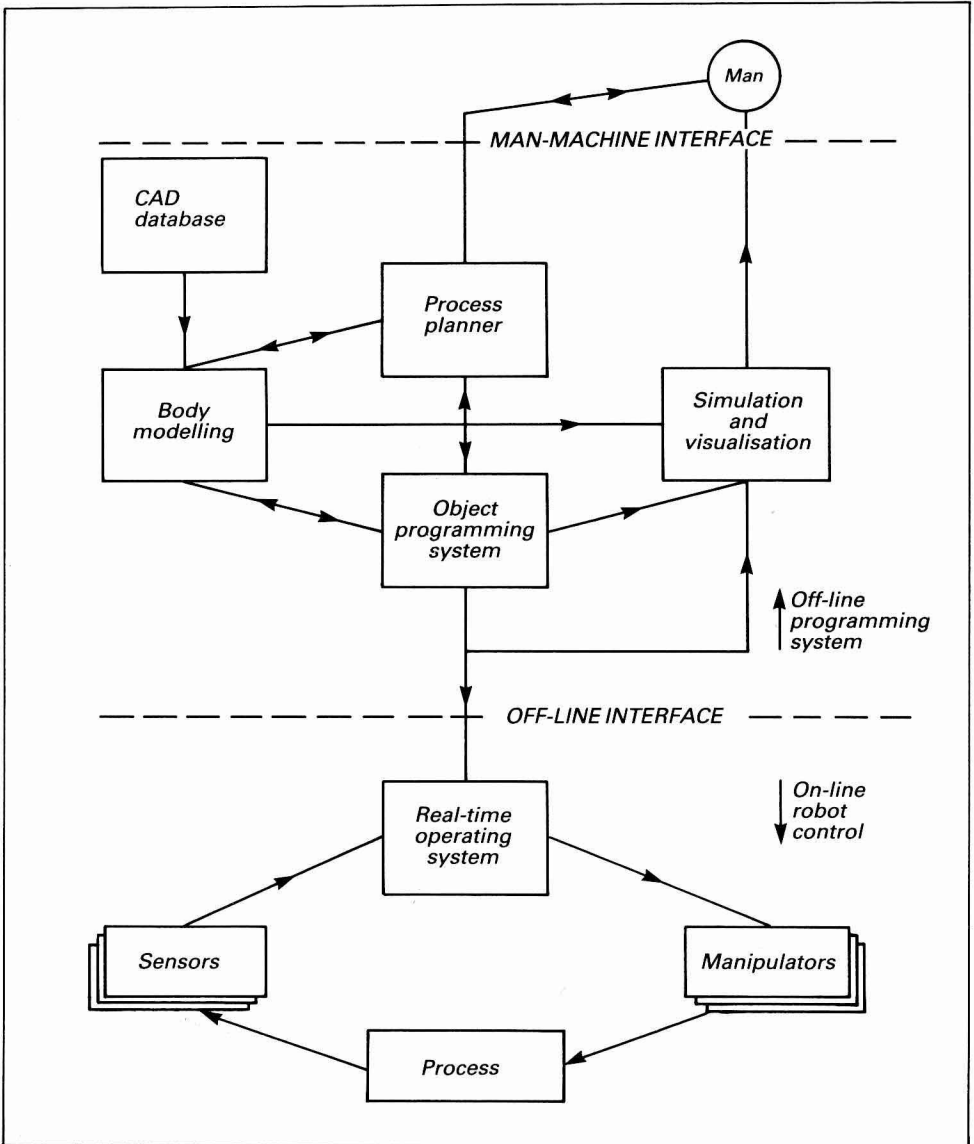 Man
MAN-MACHINE INTERFACE
CAD
database
Process
planner
Body
modelling
Simulation
and
visualisation
Object
programming
system
Off-line
programming
system
OFF-LINE INTERFACE
Real-time
operating
system
On-line
robot
control
Sensors
Manipulators
Process